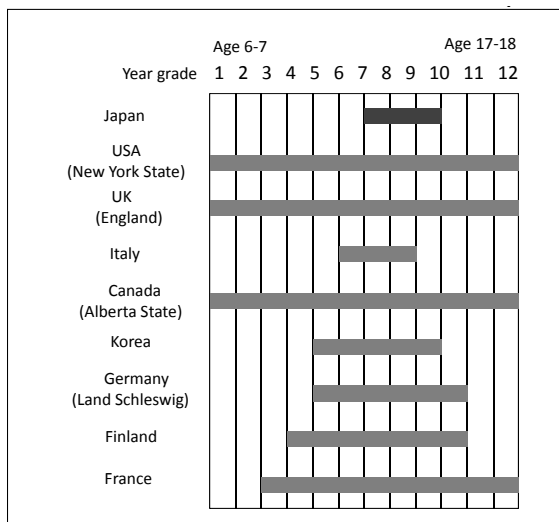 Age 6-7 Age 17-18
Year grade 1 2 3 4 5 6 7 8 9 10 11 12
Japan
USA
(New York State)
UK
(England)
Italy
Canada
(Alberta State)
Korea
Germany
(Land Schleswig)
Finland
France